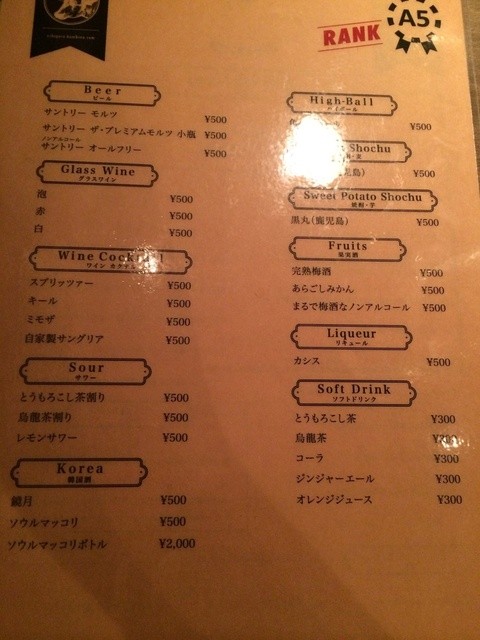 RANK
A5
Beer
ビール
サントリー モルツ ¥500
サントリー ザ・プレミアムモルツ 小瓶 ¥500
ノンアルコール
サントリー オールフリー ¥500
Glass Wine
グラスワイン
泡 ¥500
赤 ¥500
白 ¥500
Wine Cocktail
ワイン カクテル
スプリッツァー ¥500
キール ¥500
ミモザ ¥500
自家製サングリア ¥500
Sour
サワー
とうもろこし茶割り ¥500
烏龍茶割り ¥500
レモンサワー ¥500
Korea
韓国酒
鏡月 ¥500
ソウルマッコリ ¥500
ソウルマッコリボトル ¥2,000
High-Ball
ハイボール
¥500
Shochu
児島) ¥500
Sweet Potato Shochu
焼酎・芋
黒丸(鹿児島) ¥500
Fruits
果実酒
完熟梅酒 ¥500
あらごしみかん ¥500
まるで梅酒なノンアルコール ¥500
Liqueur
リキュール
カシス ¥500
Soft Drink
ソフトドリンク
とうもろこし茶 ¥300
烏龍茶 ¥300
コーラ ¥300
ジンジャーエール ¥300
オレンジジュース ¥300